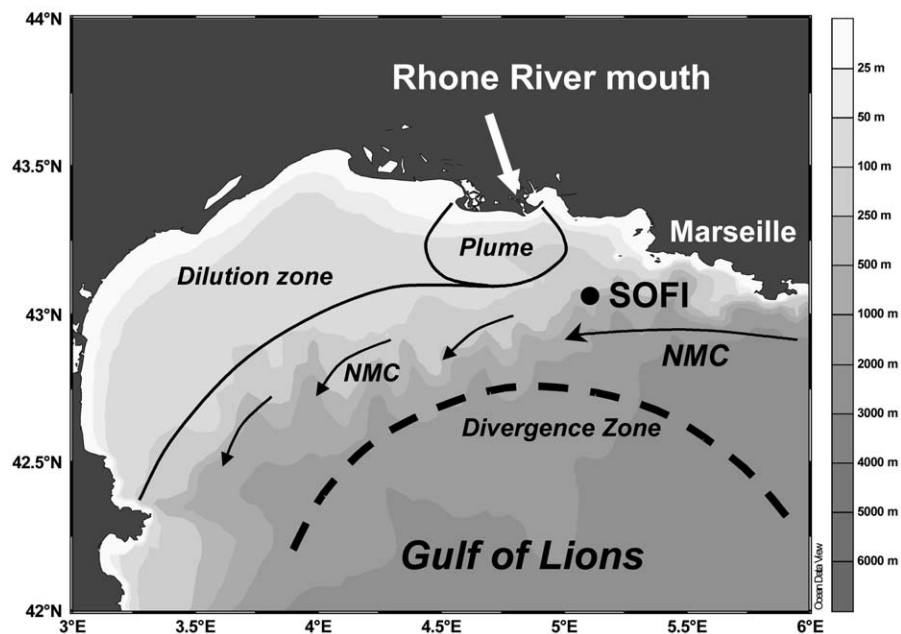 44°N
43.5°N
43°N
42.5°N
42°N
3°E
3.5°E
4°E
4.5°E
5°E
5.5°E
6°E
Rhone River mouth
Marseille
Plume
Dilution zone
SOFI
NMC
NMC
Divergence Zone
Gulf of Lions
Ocean Data View
25 m
50 m
100 m
250 m
500 m
1000 m
2000 m
3000 m
4000 m
5000 m
6000 m